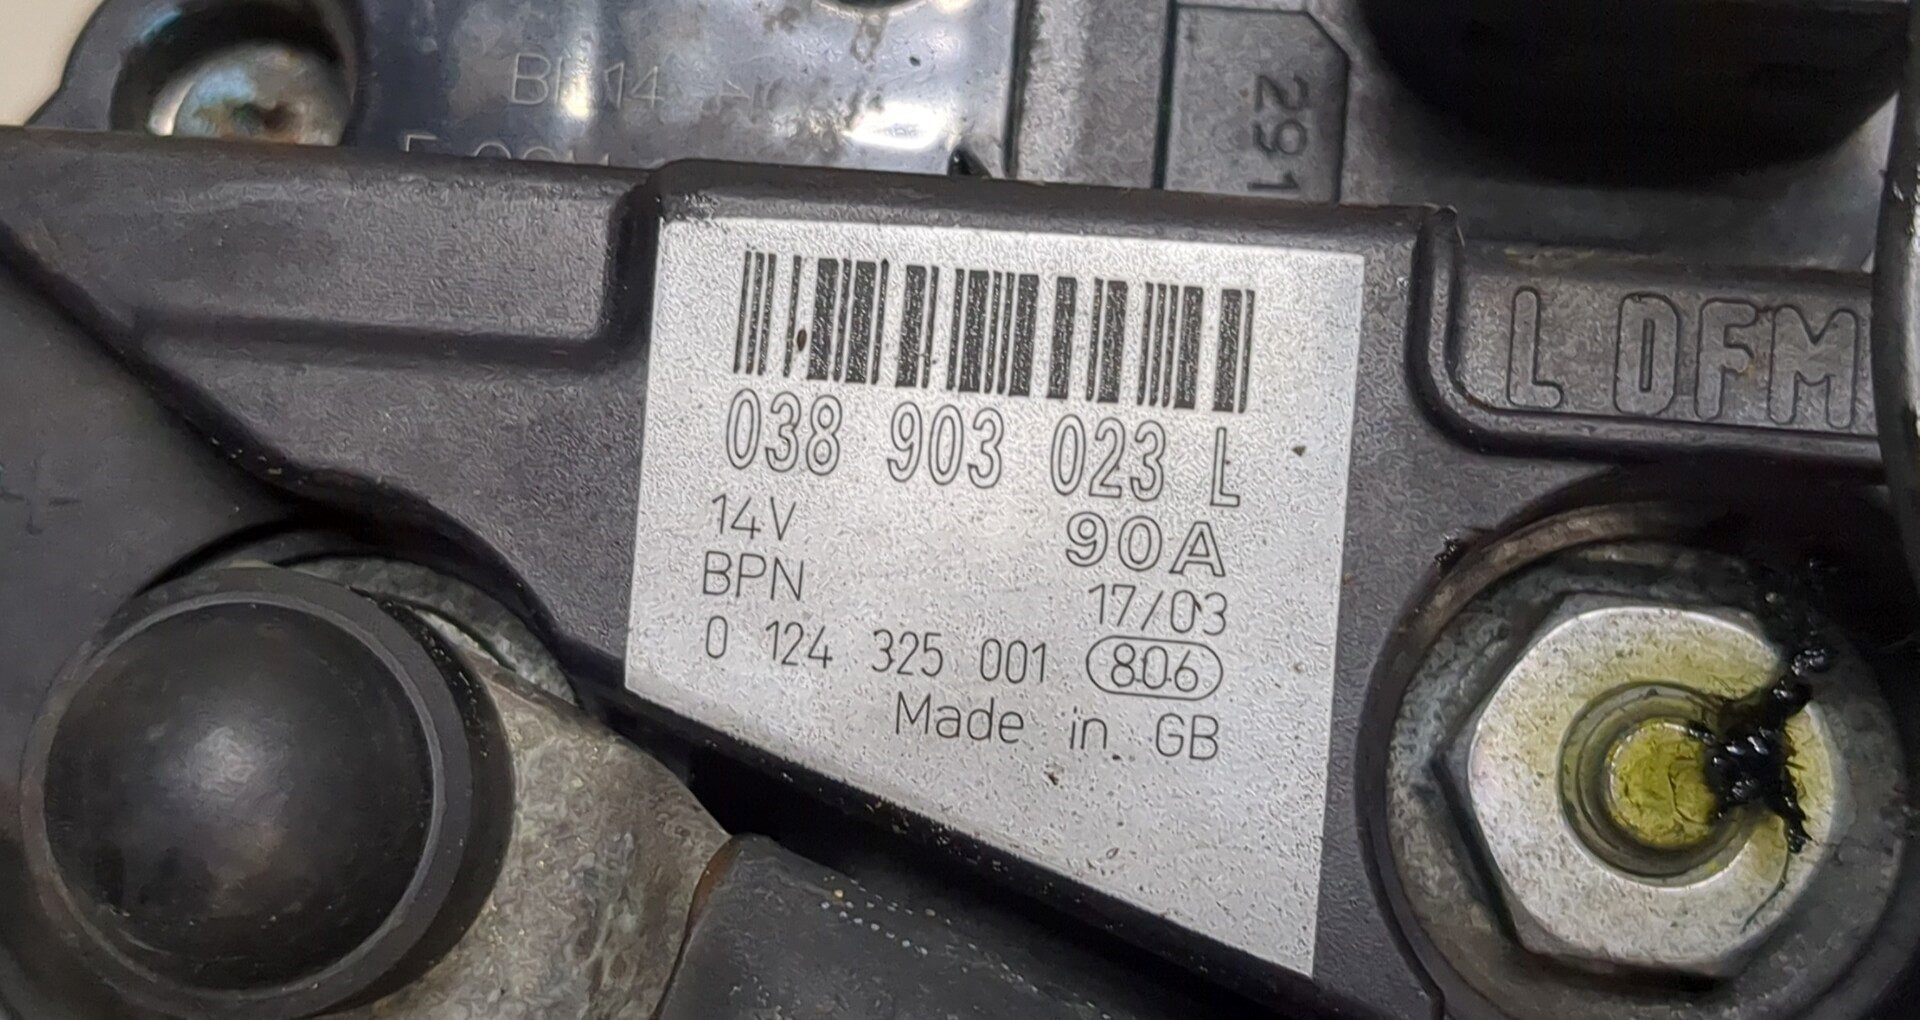 291
L DFM
038 903 023 L
14V 90A
BPN 17/03
0 124 325 001 806
Made in GB